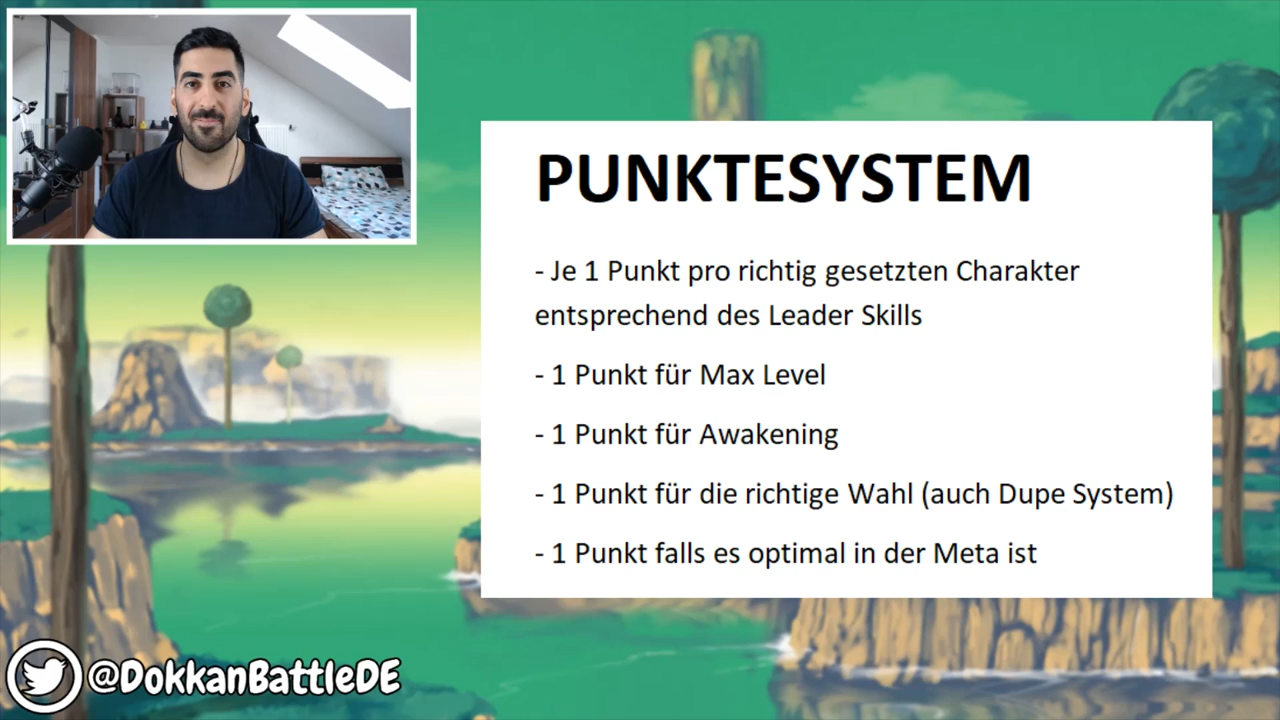 PUNKTESYSTEM
- Je 1 Punkt pro richtig gesetzten Charakter
entsprechend des Leader Skills
- 1 Punkt für Max Level
- 1 Punkt für Awakening
- 1 Punkt für die richtige Wahl (auch Dupe System)
- 1 Punkt falls es optimal in der Meta ist
@DokkanBattleDE